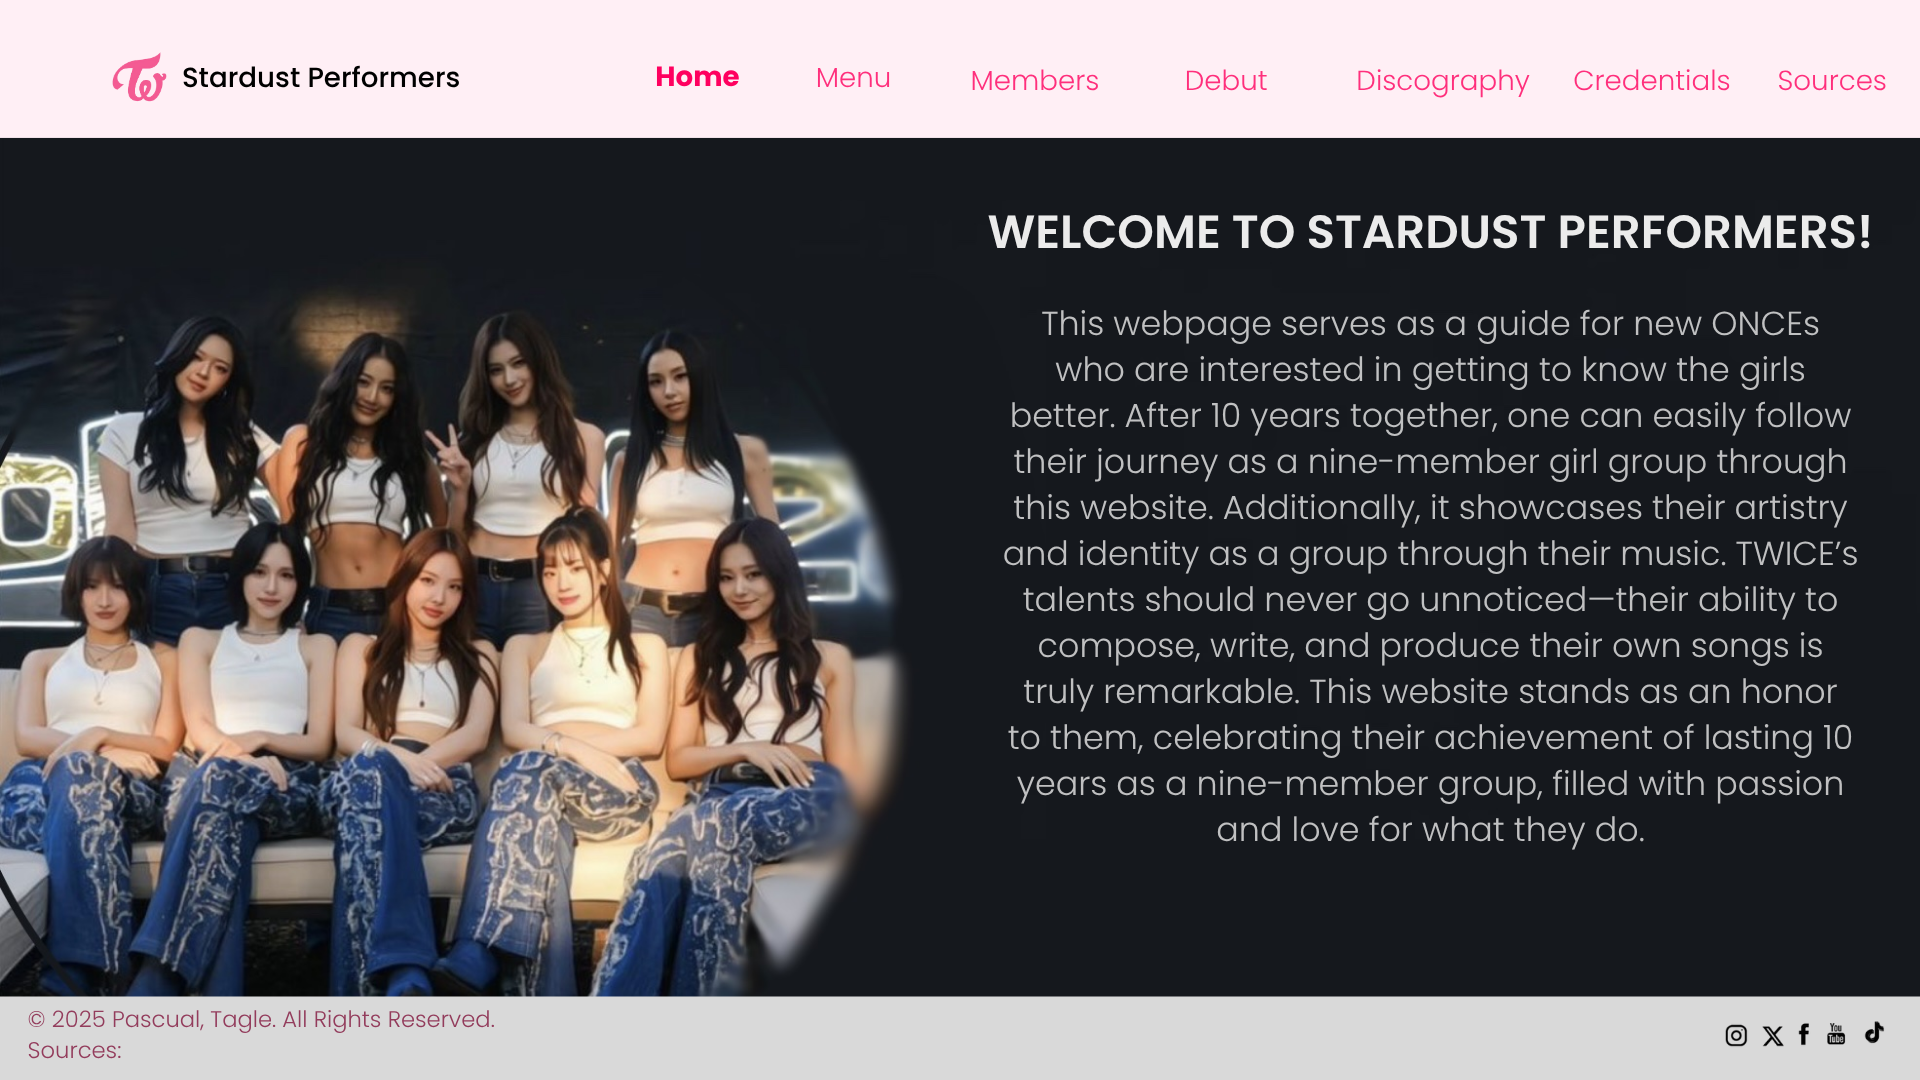 Stardust Performers
Home
Menu
Members
Debut
Discography
Credentials
Sources
WELCOME TO STARDUST PERFORMERS!
This webpage serves as a guide for new ONCEs
who are interested in getting to know the girls
better. After 10 years together, one can easily follow
their journey as a nine-member girl group through
this website. Additionally, it showcases their artistry
and identity as a group through their music. TWICE’s
talents should never go unnoticed—their ability to
compose, write, and produce their own songs is
truly remarkable. This website stands as an honor
to them, celebrating their achievement of lasting 10
years as a nine-member group, filled with passion
and love for what they do.
© 2025 Pascual, Tagle. All Rights Reserved.
Sources:
You
Tube